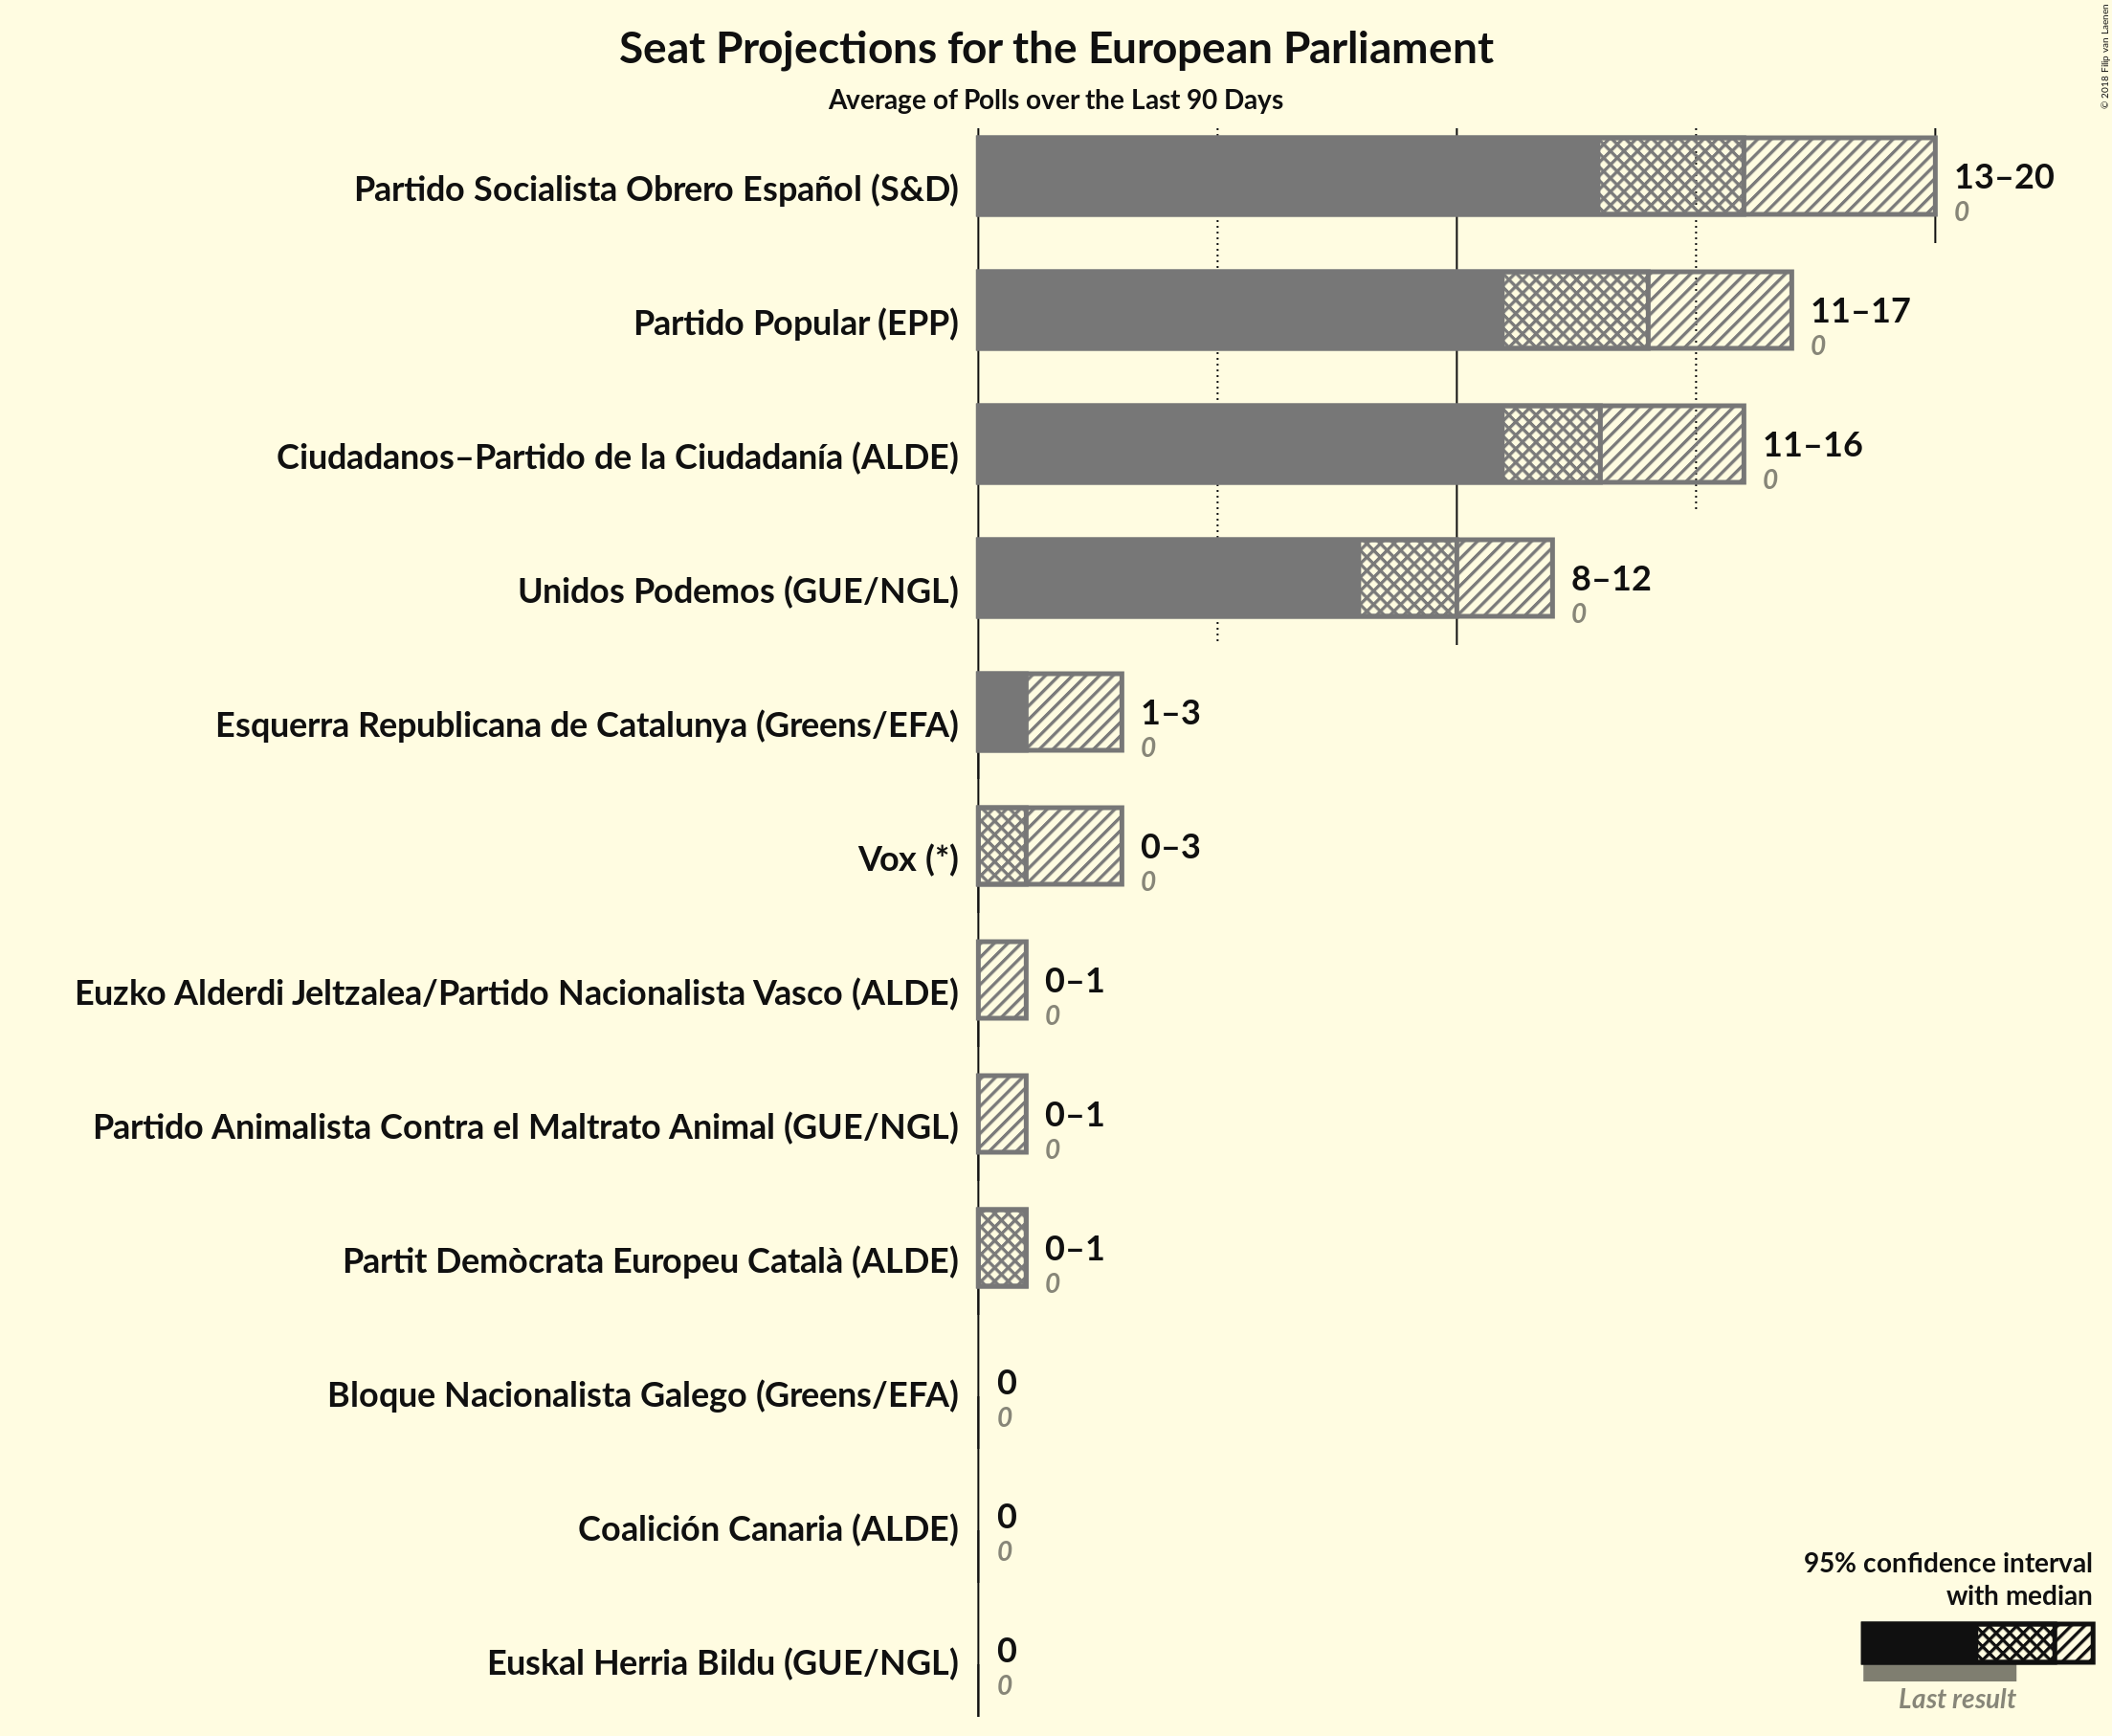 Seat Projections for the European Parliament
Average of Polls over the Last 90 Days
© 2018 Filip van Laenen
Partido Socialista Obrero Español (S&D)
13–20
0
Partido Popular (EPP)
11–17
0
Ciudadanos–Partido de la Ciudadanía (ALDE)
11–16
0
Unidos Podemos (GUE/NGL)
8–12
0
Esquerra Republicana de Catalunya (Greens/EFA)
1–3
0
Vox (*)
0–3
0
Euzko Alderdi Jeltzalea/Partido Nacionalista Vasco (ALDE)
0–1
0
Partido Animalista Contra el Maltrato Animal (GUE/NGL)
0–1
0
Partit Demòcrata Europeu Català (ALDE)
0–1
0
Bloque Nacionalista Galego (Greens/EFA)
0
0
Coalición Canaria (ALDE)
0
0
Euskal Herria Bildu (GUE/NGL)
0
0
95% confidence interval
with median
Last result